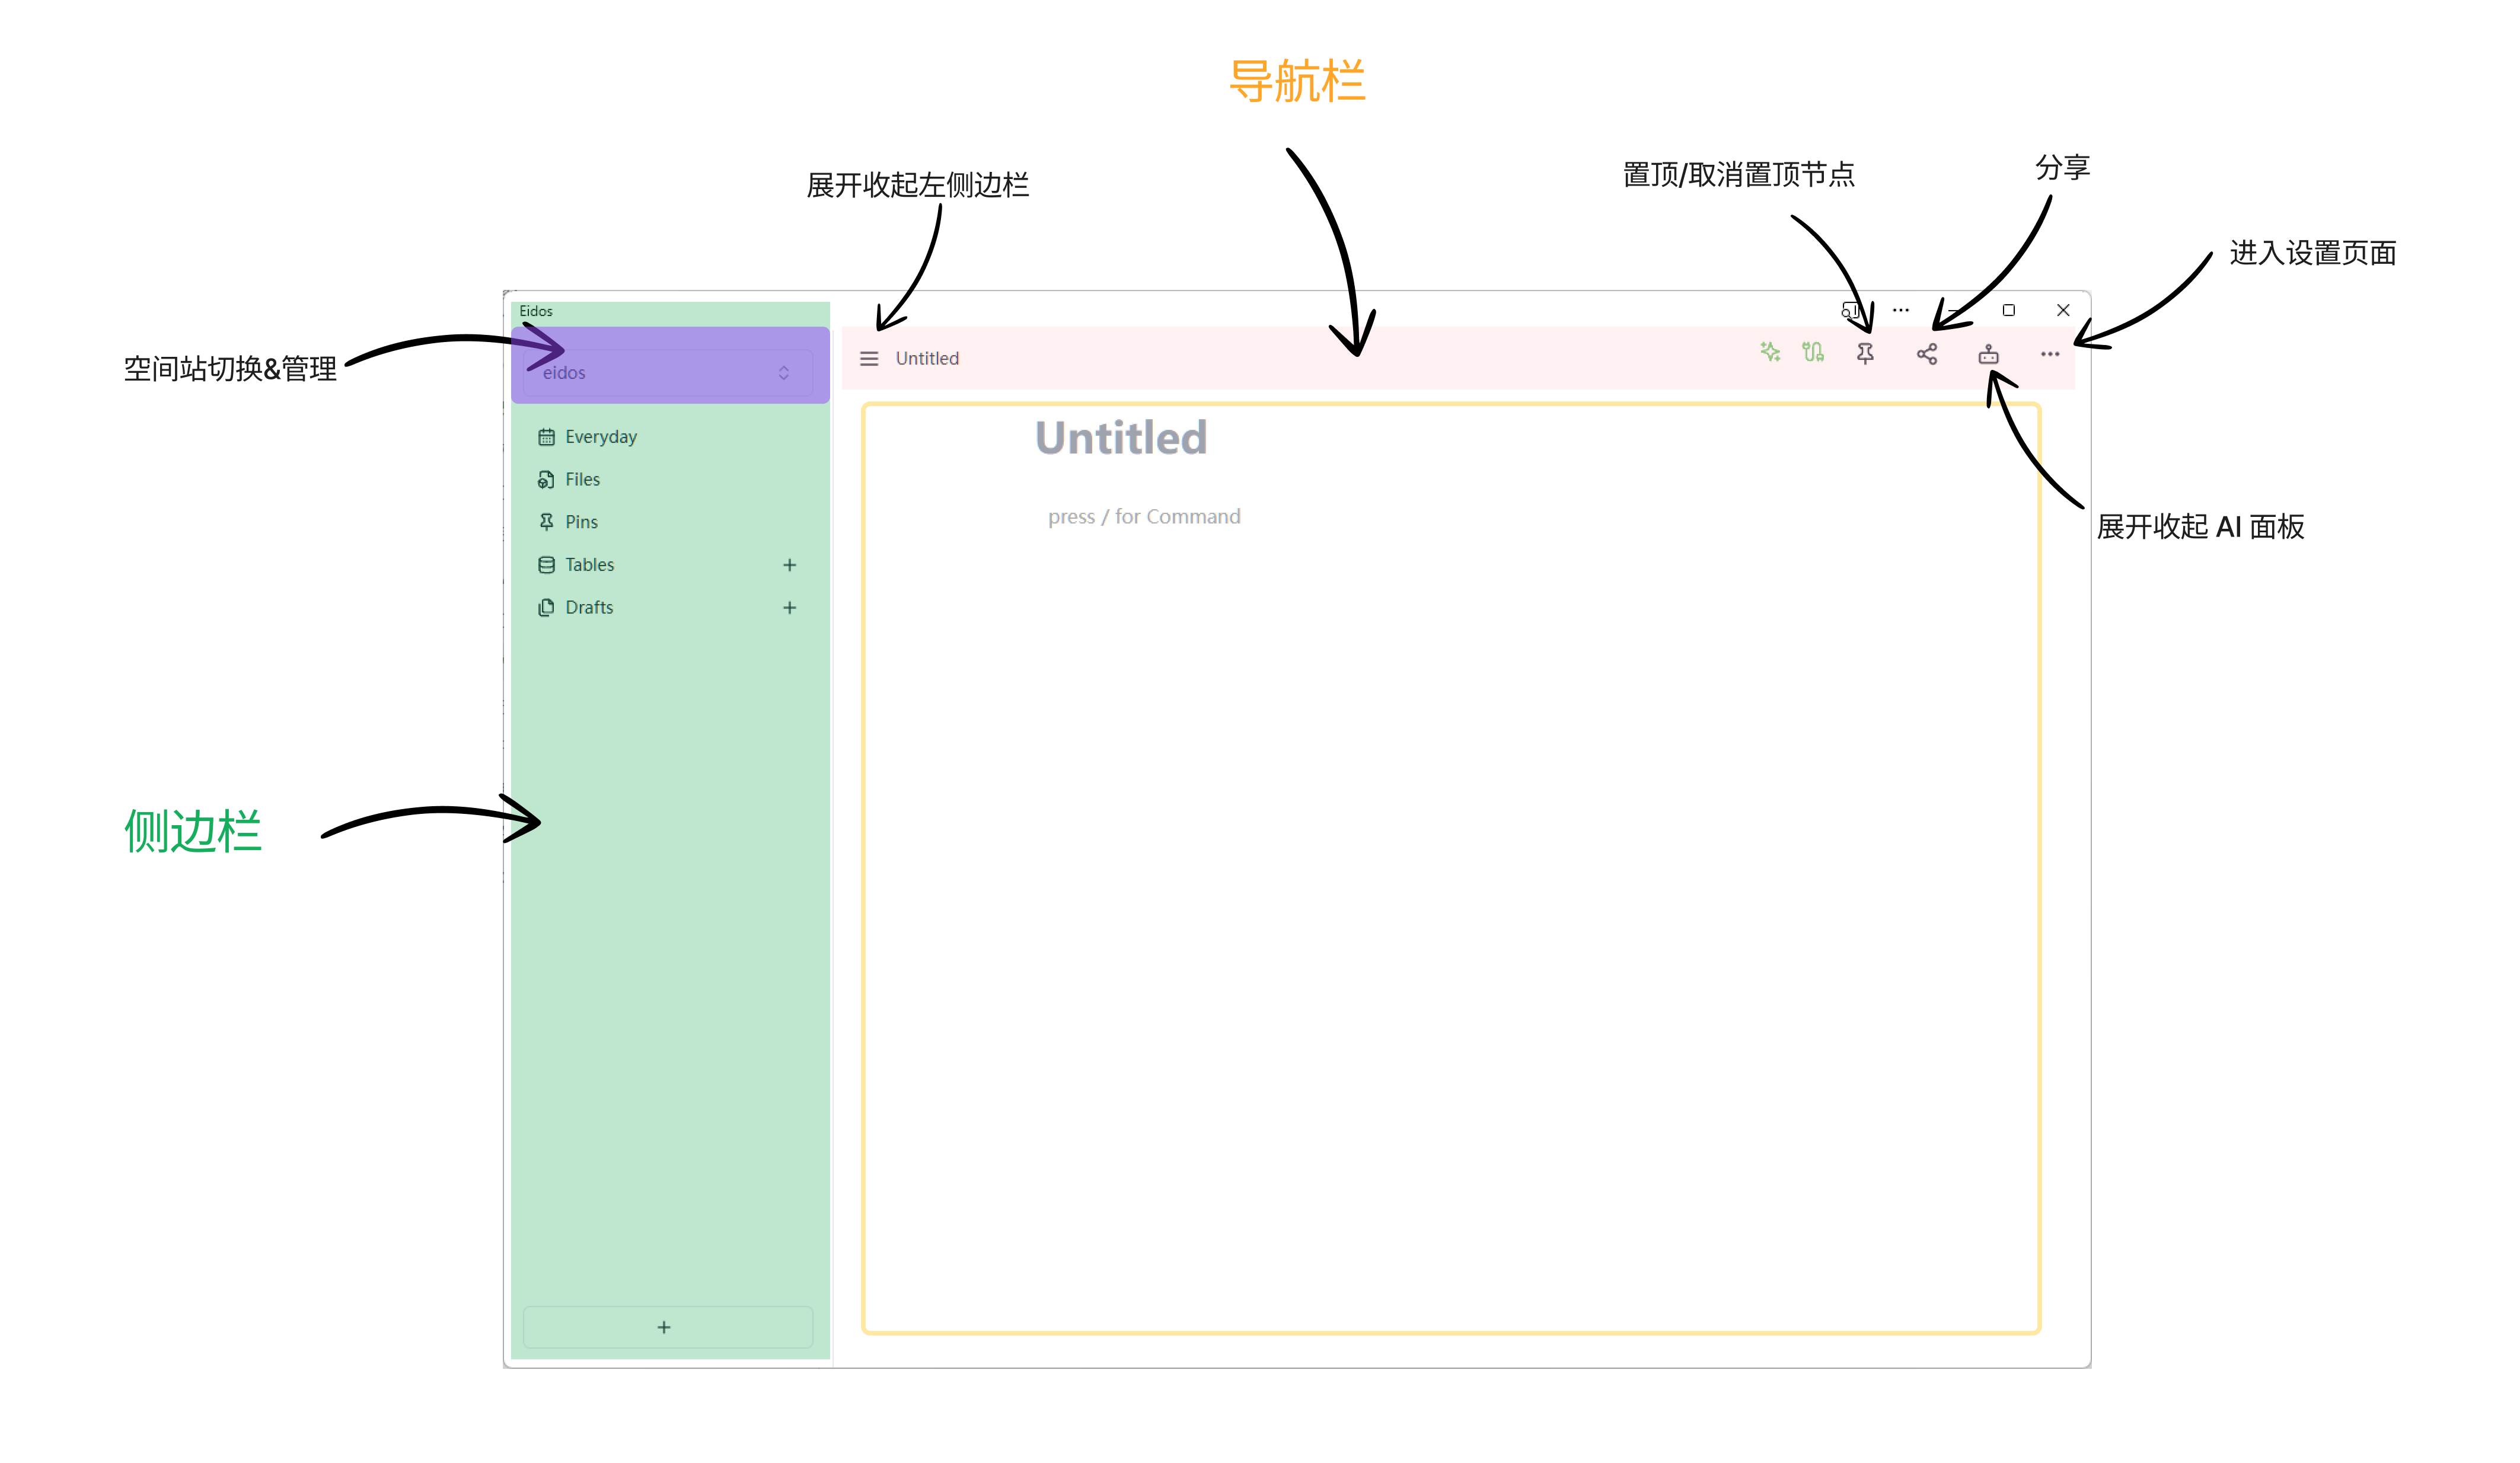 导航栏
展开收起左侧边栏
置顶/取消置顶节点
分享
进入设置页面
Eidos
空间站切换&管理
eidos
Untitled
Everyday
Files
Pins
Tables
Drafts
Untitled
press / for Command
展开收起 AI 面板
侧边栏